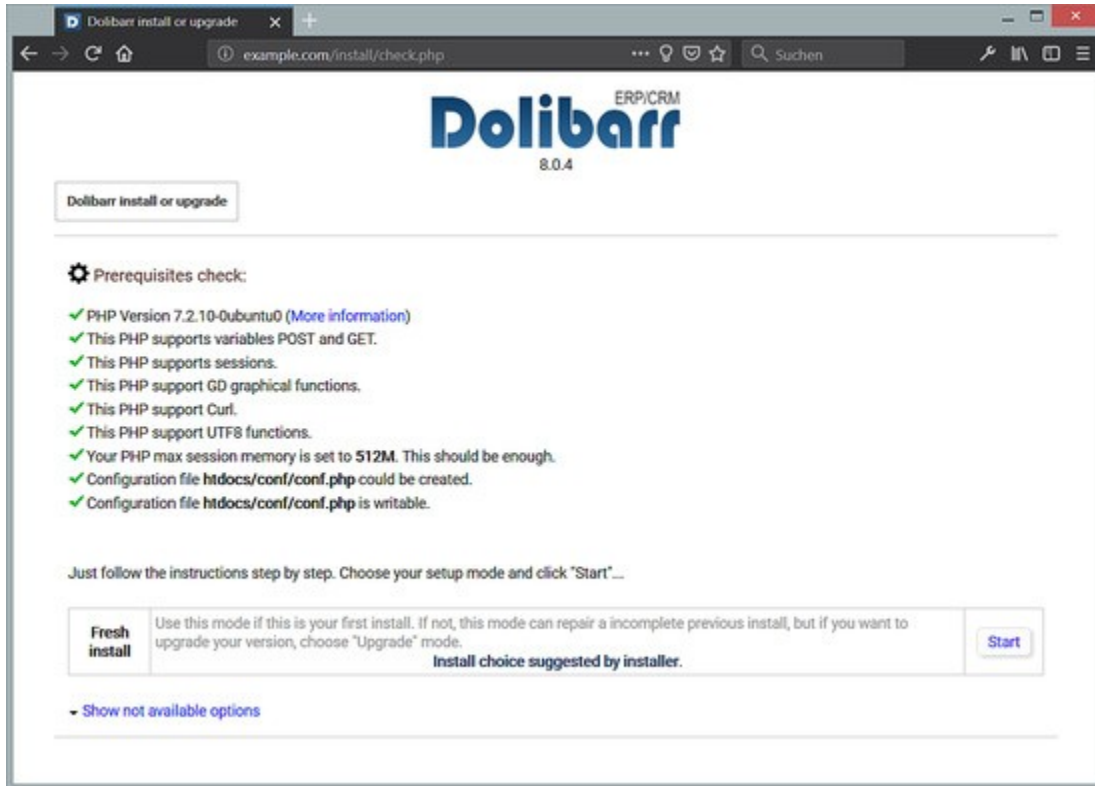 Dolibarr install or upgrade
example.com/install/check.php
Suchen
ERP/CRM
Dolibarr
8.0.4
Dolibarr install or upgrade
Prerequisites check:
PHP Version 7.2.10-0ubuntu0 (More information)
This PHP supports variables POST and GET.
This PHP supports sessions.
This PHP support GD graphical functions.
This PHP support Curl.
This PHP support UTF8 functions.
Your PHP max session memory is set to 512M. This should be enough.
Configuration file htdocs/conf/conf.php could be created.
Configuration file htdocs/conf/conf.php is writable.
Just follow the instructions step by step. Choose your setup mode and click "Start"...
Fresh install
Use this mode if this is your first install. If not, this mode can repair a incomplete previous install, but if you want to
upgrade your version, choose "Upgrade" mode.
Install choice suggested by installer.
Start
Show not available options